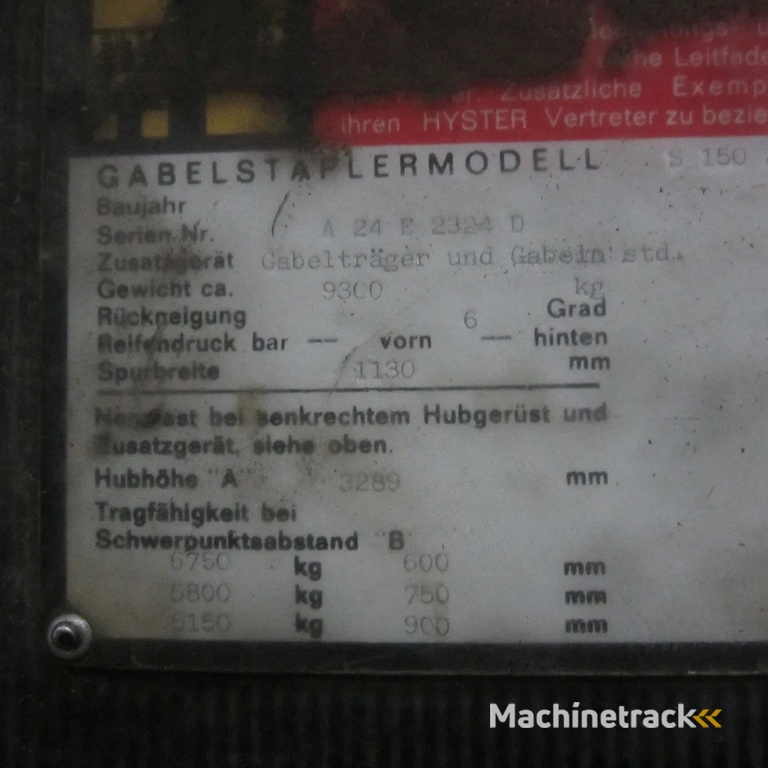 he Leitfade
Zusätzliche Exemp
ihren HYSTER Vertreter zu bezie
GABELSTAPLERMODELL S 150
Baujahr
Serien Nr. A 24 E 2324 D
Zusatzgerät Gabelträger und Gabeln std.
Gewicht ca. 9300 kg
Rückneigung 6 Grad
Reifendruck bar -- vorn -- hinten
Spurbreite 1130 mm
Nennlast bei senkrechtem Hubgerüst und
Zusatzgerät, siehe oben.
Hubhöhe "A" 3289 mm
Tragfähigkeit bei
Schwerpunktsabstand "B
6750 kg 600 mm
5800 kg 750 mm
5150 kg 900 mm
Machinetrack